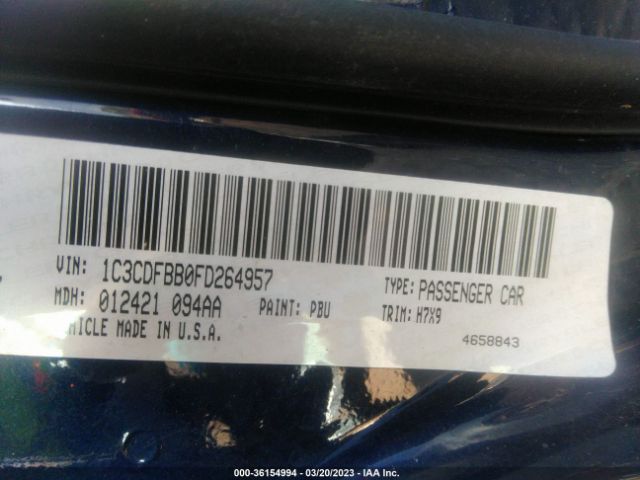 VIN: 1C3CDFBB0FD264957 TYPE: PASSENGER CAR
MDH: 012421 094AA PAINT: PBU TRIM: H7X9
HICLE MADE IN U.S.A. 4658843
000-36154994 - 03/20/2023 - IAA Inc.